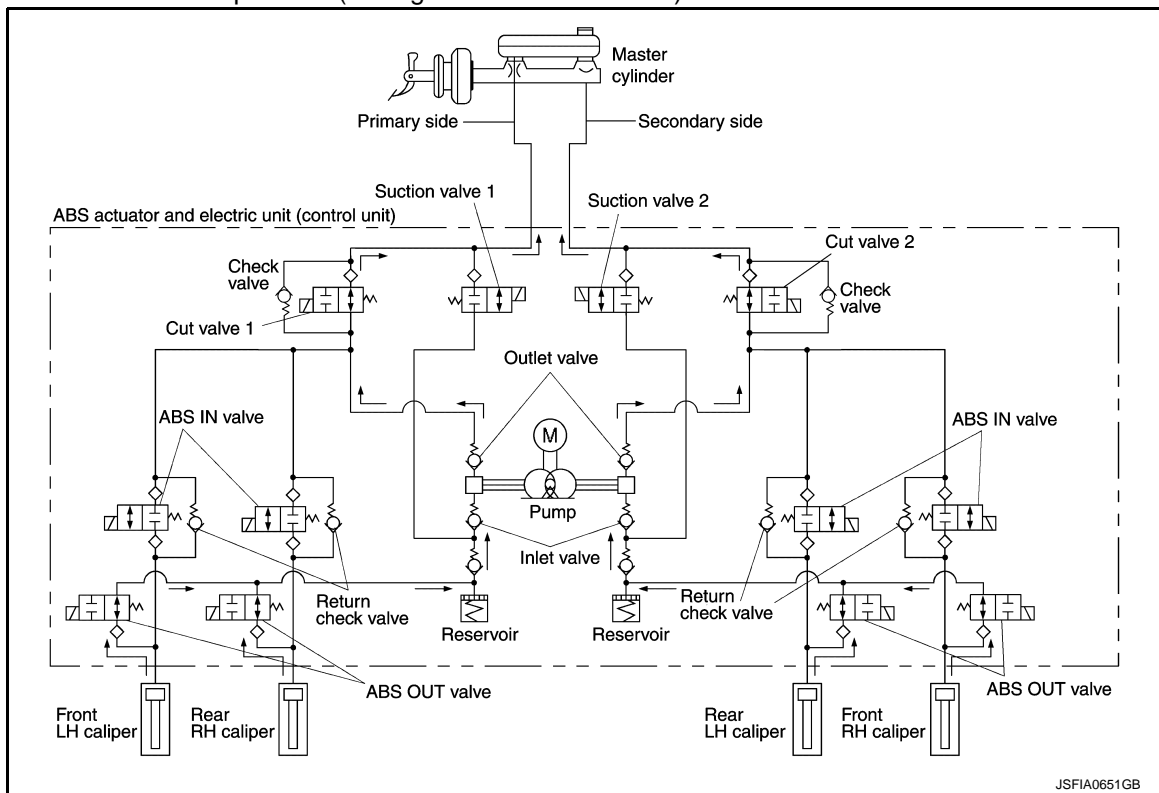 Master
cylinder
Primary side
Secondary side
Suction valve 1
Suction valve 2
ABS actuator and electric unit (control unit)
Cut valve 2
Check
valve
Check
valve
Cut valve 1
Outlet valve
ABS IN valve
ABS IN valve
M
Pump
Inlet valve
Return
check valve
Return
check valve
Reservoir
Reservoir
ABS OUT valve
ABS OUT valve
Front
LH caliper
Rear
RH caliper
Rear
LH caliper
Front
RH caliper
JSFIA0651GB